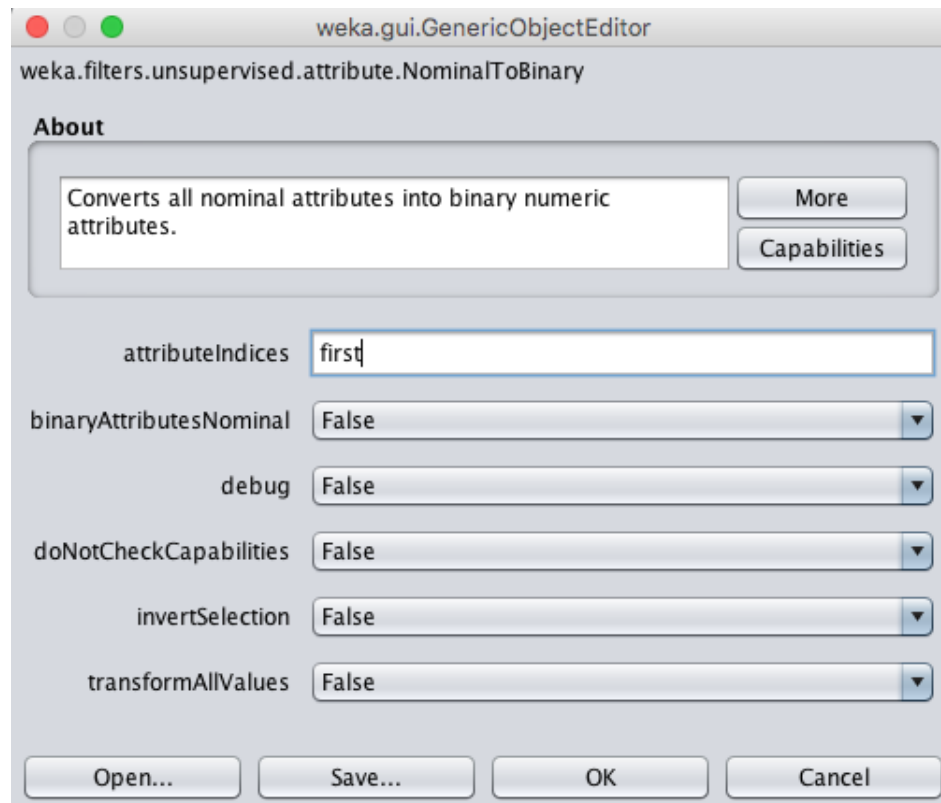 weka.gui.GenericObjectEditor
weka.filters.unsupervised.attribute.NominalToBinary
About
Converts all nominal attributes into binary numeric
attributes.
More
Capabilities
attributeIndices first
binaryAttributesNominal False
debug False
doNotCheckCapabilities False
invertSelection False
transformAllValues False
Open... Save... OK Cancel